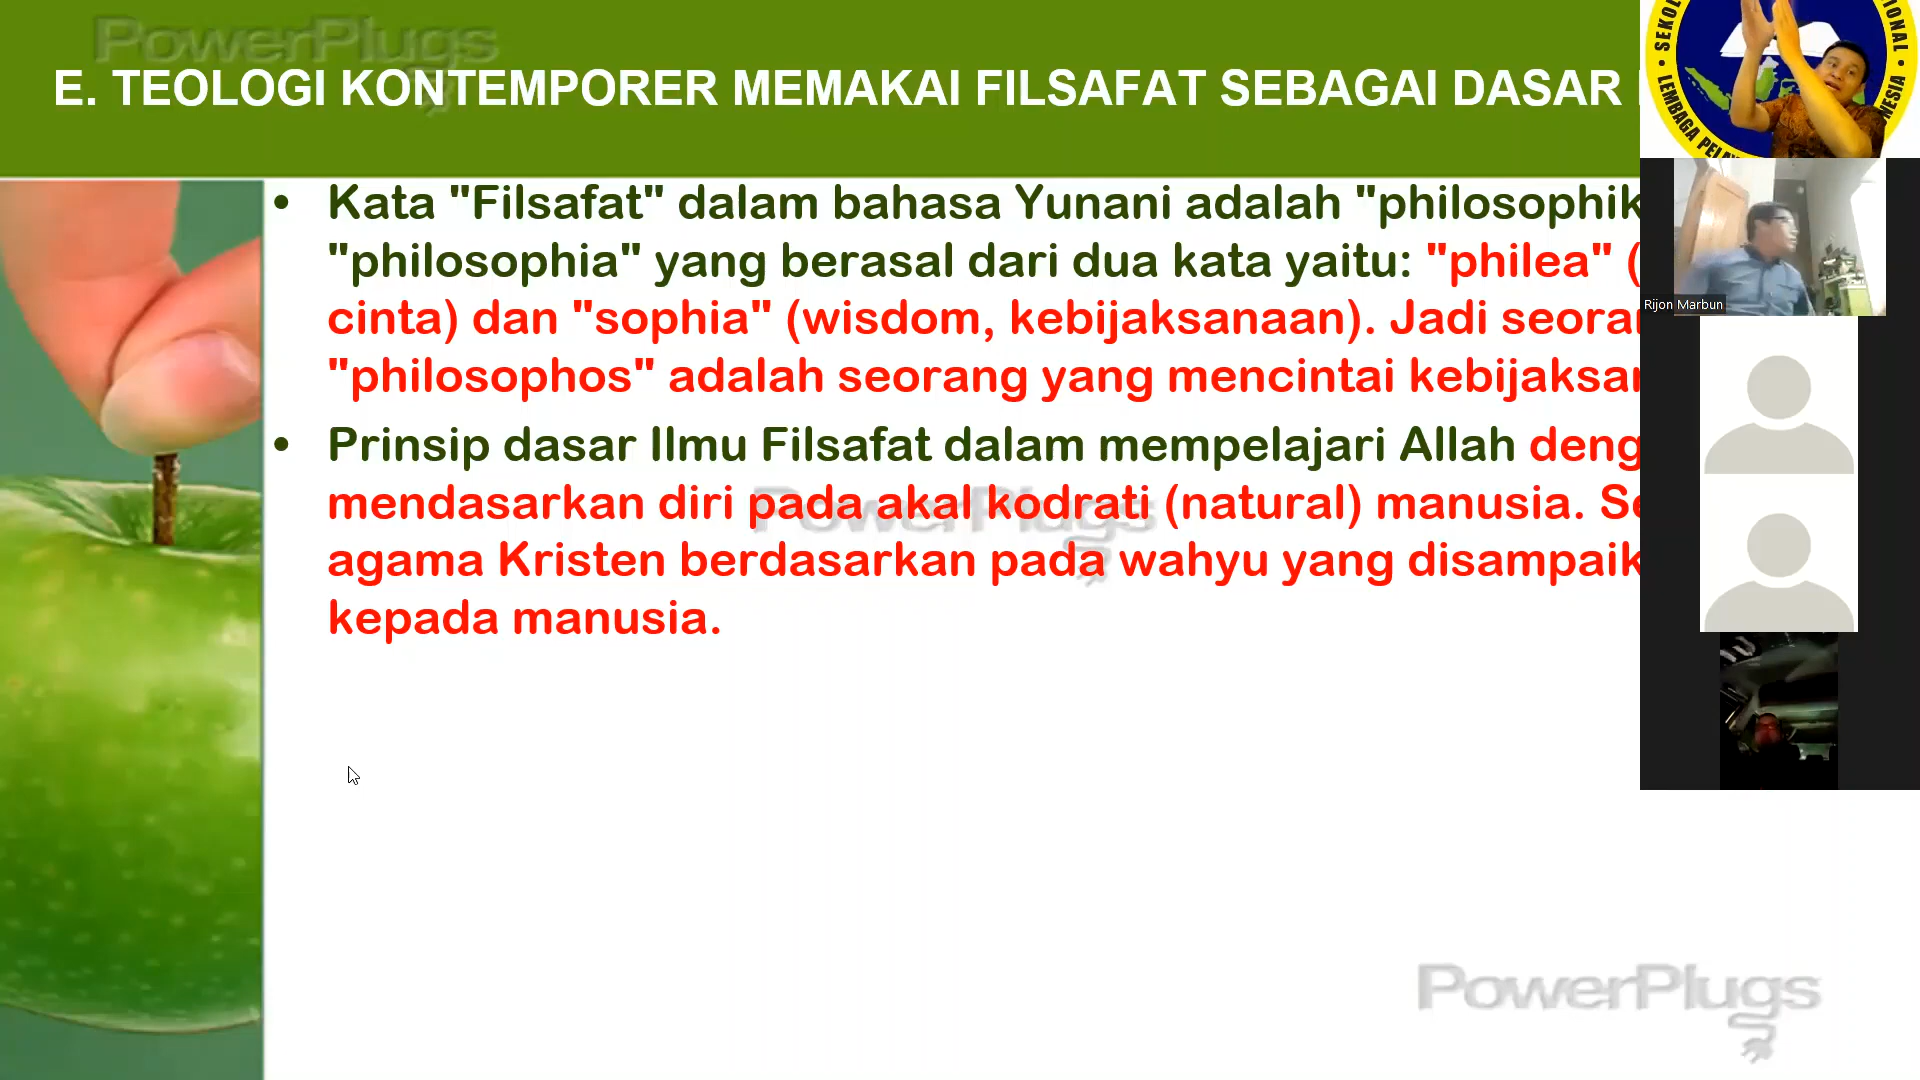 PowerPlugs
E. TEOLOGI KONTEMPORER MEMAKAI FILSAFAT SEBAGAI DASAR
• Kata "Filsafat" dalam bahasa Yunani adalah "philosophik
"philosophia" yang berasal dari dua kata yaitu: "philea" (
cinta) dan "sophia" (wisdom, kebijaksanaan). Jadi seora
"philosophos" adalah seorang yang mencintai kebijaksa
• Prinsip dasar Ilmu Filsafat dalam mempelajari Allah deng
mendasarkan diri pada akal kodrati (natural) manusia. Se
agama Kristen berdasarkan pada wahyu yang disampaik
kepada manusia.
PowerPlugs
PowerPlugs
LEMBAGA
Rijon Marbun